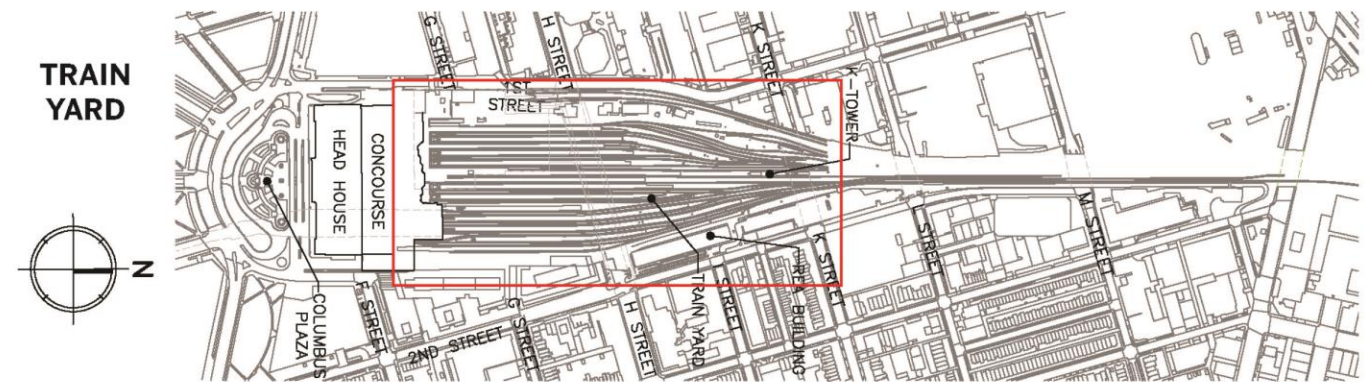 TRAIN
YARD
N
G STREET
H STREET
K STREET
1ST
STREET
K-TOWER
HEAD HOUSE
CONCOURSE
COLUMBUS
PLAZA
F STREET
2ND STREET
G STREET
H STREET
TRAIN YARD
I STREET
REA BUILDING
K STREET
L STREET
M STREET